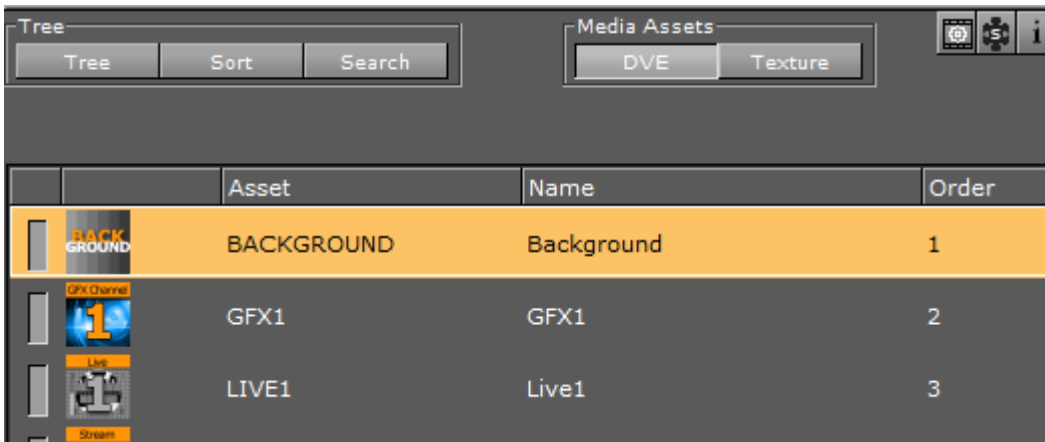 Tree
Media Assets
Tree Sort Search
DVE Texture
S i
Asset Name Order
BACK
GROUND
BACKGROUND Background 1
GFX Channel
1
GFX1 GFX1 2
Live
1
LIVE1 Live1 3
Stream